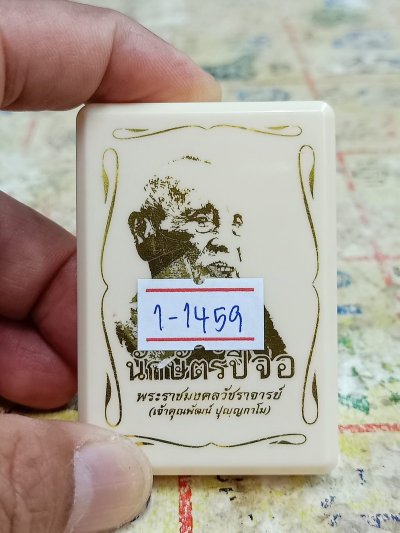 1-1459
นักษัตรปีจอ
พระราชมงคลวัชราจารย์
(เจ้าคุณพัฒน์ ปุญฺญกาโม)